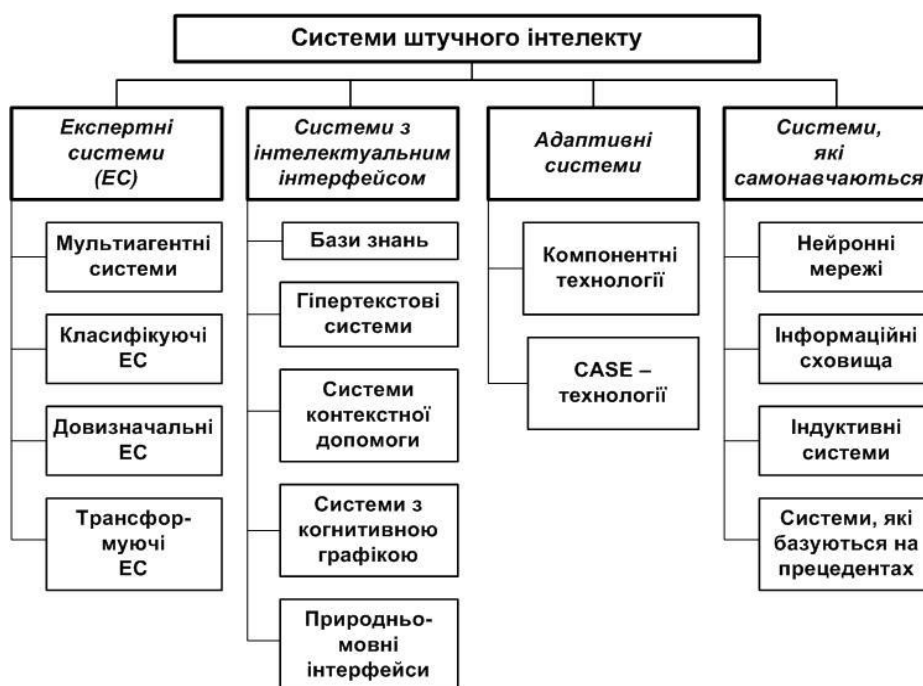 Системи штучного інтелекту
Експертні
системи
(ЕС)
Мультиагентні
системи
Класифікуючі
ЕС
Довизначальні
ЕС
Трансфор-
муючі
ЕС
Системи з
інтелектуальним
інтерфейсом
Бази знань
Гіпертекстові
системи
Системи
контекстної
допомоги
Системи з
когнитивною
графікою
Природньо-
мовні
інтерфейси
Адаптивні
системи
Компонентні
технології
CASE –
технології
Системи,
які
самонавчаються
Нейронні
мережі
Інформаційні
сховища
Індуктивні
системи
Системи, які
базуються на
прецедентах